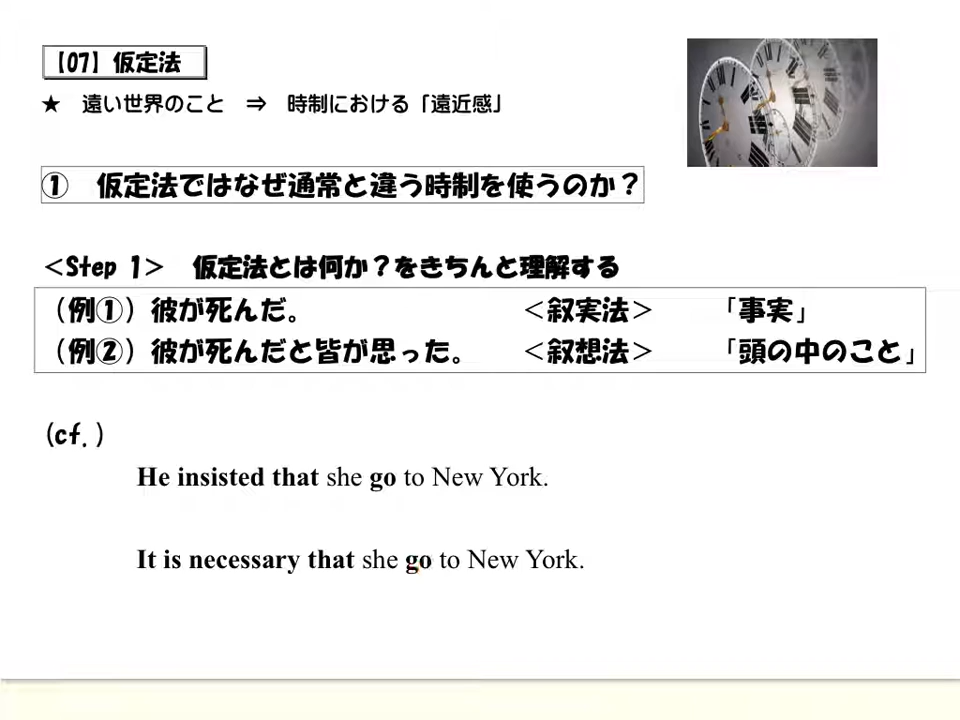 【07】仮定法
★　遠い世界のこと　⇒　時制における「遠近感」
①　仮定法ではなぜ通常と違う時制を使うのか？
＜Step 1＞　仮定法とは何か？をきちんと理解する
（例①）彼が死んだ。　＜叙実法＞　「事実」
（例②）彼が死んだと皆が思った。　＜叙想法＞　「頭の中のこと」
(cf.)
He insisted that she go to New York.
It is necessary that she go to New York.